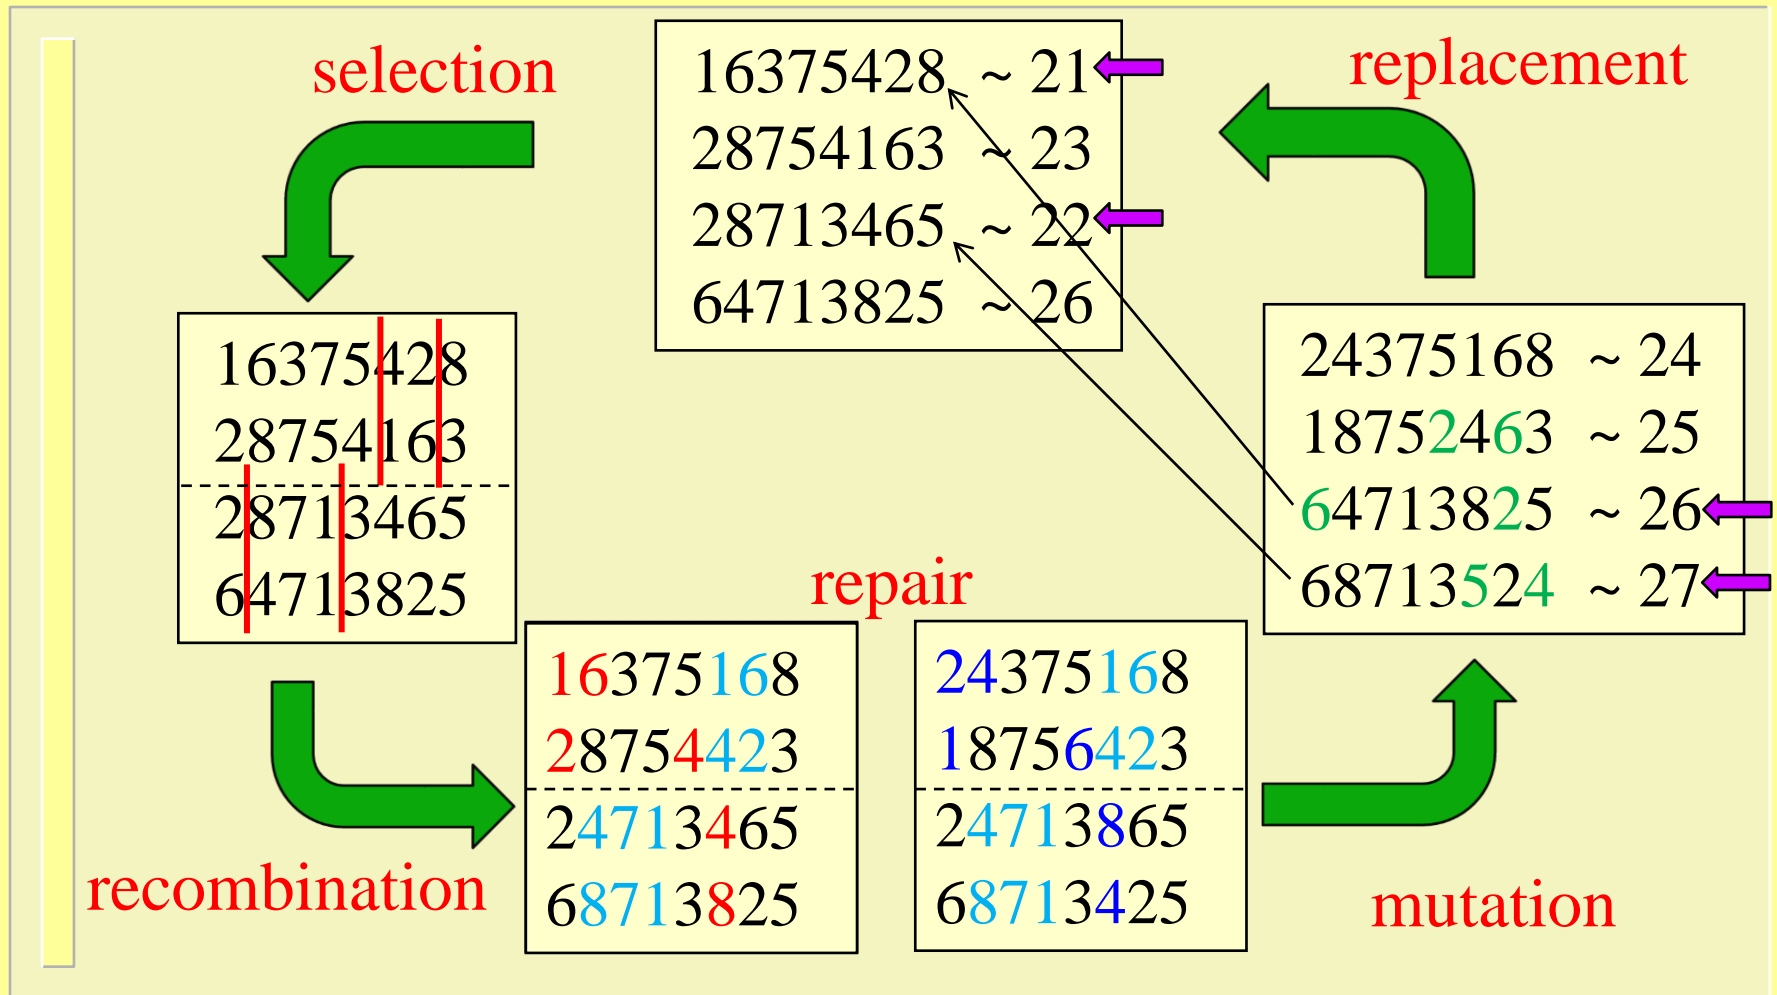 selection
16375428 ~ 21
28754163 ~ 23
28713465 ~ 22
64713825 ~ 26
replacement
16375428
28754163
28713465
64713825
24375168 ~ 24
18752463 ~ 25
64713825 ~ 26
68713524 ~ 27
repair
16375168
28754423
24713465
68713825
24375168
18756423
24713865
68713425
recombination
mutation